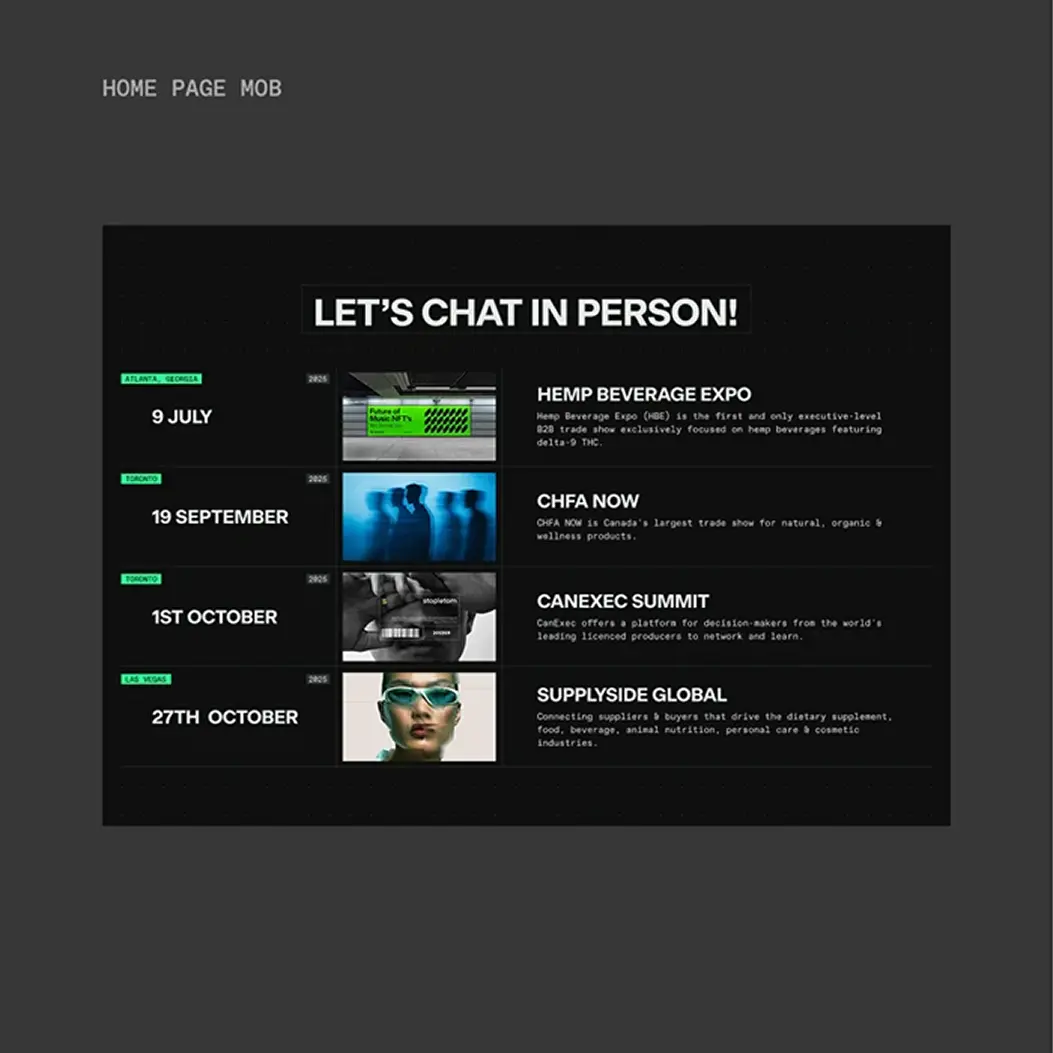 HOME PAGE MOB
LET'S CHAT IN PERSON!
ATLANTA, GEORGIA
2025
9 JULY
Future of
Music NFT's
HEMP BEVERAGE EXPO
Hemp Beverage Expo (HBE) is the first and only executive-level
B2B trade show exclusively focused on hemp beverages featuring
delta-9 THC.
TORONTO
2025
19 SEPTEMBER
CHFA NOW
CHFA NOW is Canada's largest trade show for natural, organic &
wellness products.
TORONTO
2025
1ST OCTOBER
stapletom
CANEXEC SUMMIT
CanExec offers a platform for decision-makers from the world's
leading licenced producers to network and learn.
LAS VEGAS
2025
27TH OCTOBER
SUPPLYSIDE GLOBAL
Connecting suppliers & buyers that drive the dietary supplement,
food, beverage, animal nutrition, personal care & cosmetic
industries.